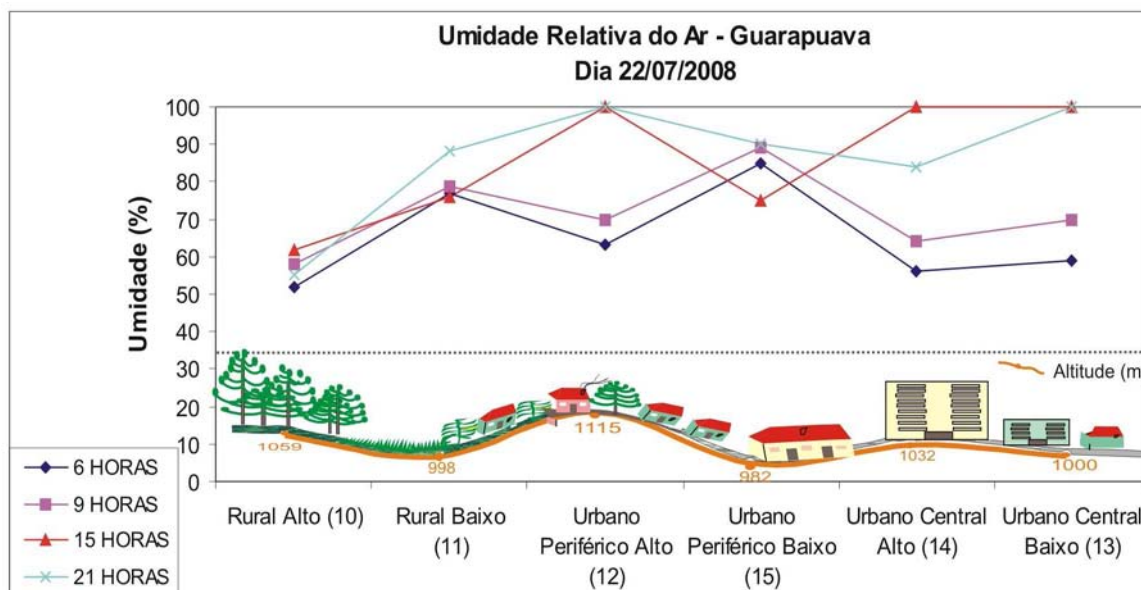 Umidade Relativa do Ar - Guarapuava
Dia 22/07/2008
Umidade (%)
100
90
80
70
60
50
40
30
20
10
0
Altitude (m
1059
998
1115
982
1032
1000
Rural Alto (10)
Rural Baixo
(11)
Urbano
Periférico Alto
(12)
Urbano
Periférico Baixo
(15)
Urbano Central
Alto (14)
Urbano Central
Baixo (13)
6 HORAS
9 HORAS
15 HORAS
21 HORAS